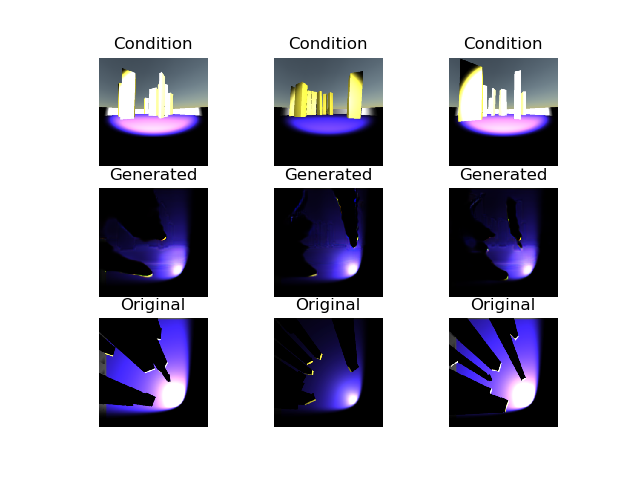 Condition Condition Condition
Generated Generated Generated
Original Original Original